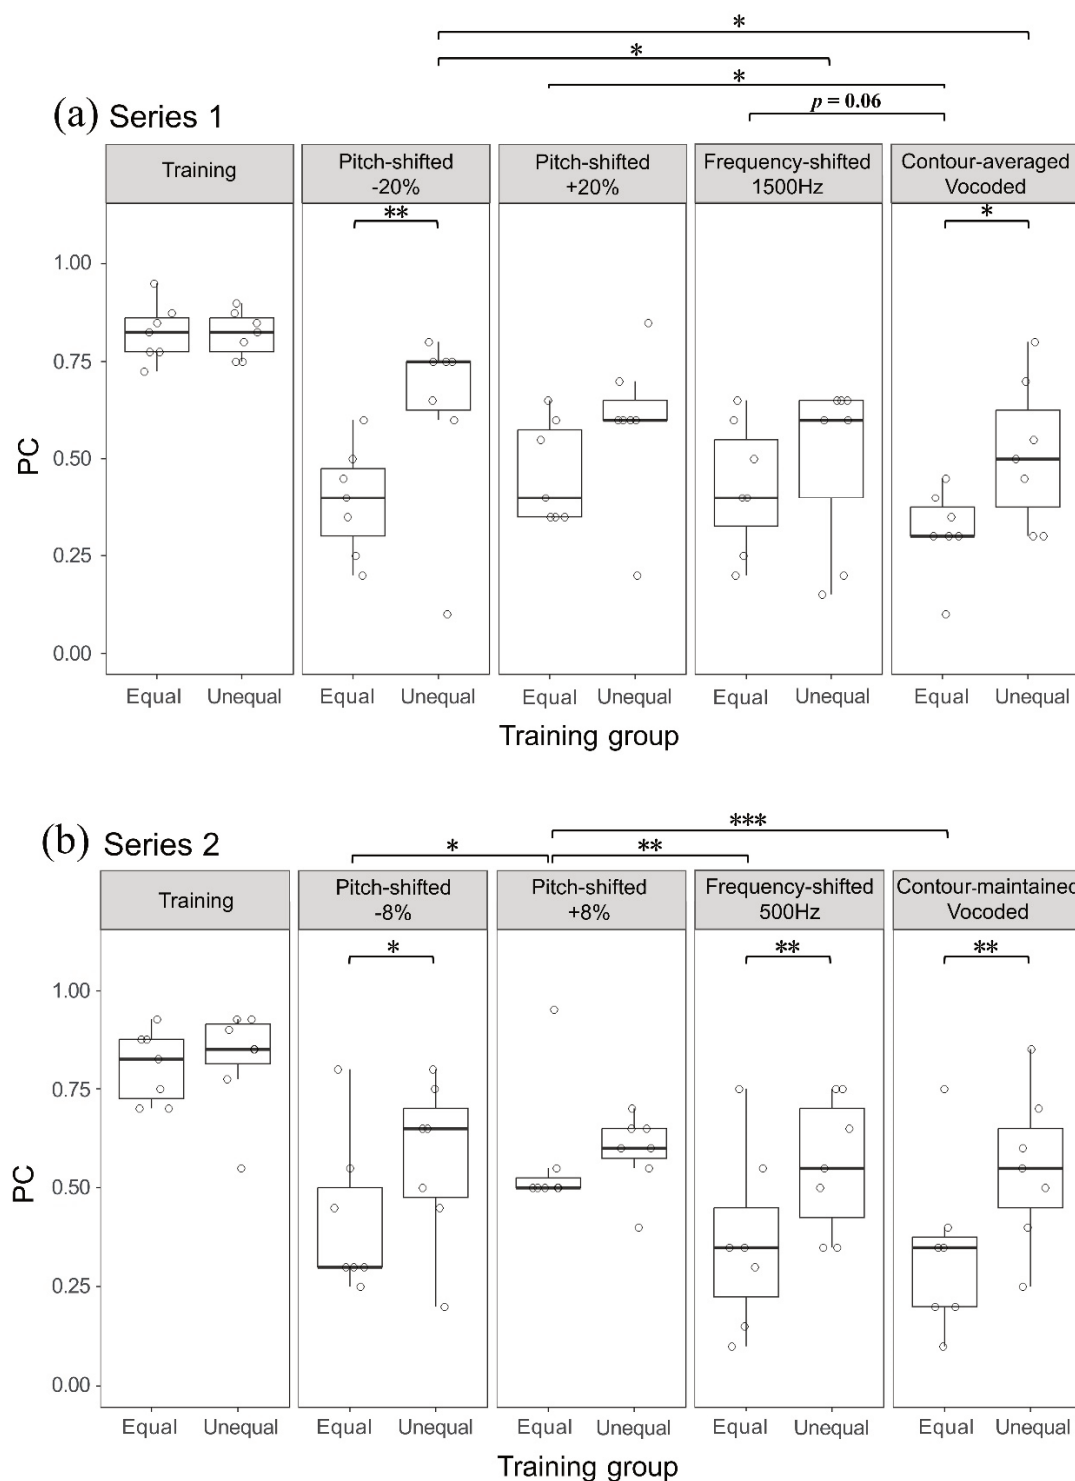 *
*
*
p = 0.06
(a) Series 1
Training
Pitch-shifted
-20%
Pitch-shifted
+20%
Frequency-shifted
1500Hz
Contour-averaged
Vocoded
**
*
1.00
0.75
0.50
0.25
0.00
PC
Equal Unequal Equal Unequal Equal Unequal Equal Unequal Equal Unequal
Training group
(b) Series 2
***
* **
Training
Pitch-shifted
-8%
Pitch-shifted
+8%
Frequency-shifted
500Hz
Contour-maintained
Vocoded
* ** **
1.00
0.75
0.50
0.25
0.00
PC
Equal Unequal Equal Unequal Equal Unequal Equal Unequal Equal Unequal
Training group